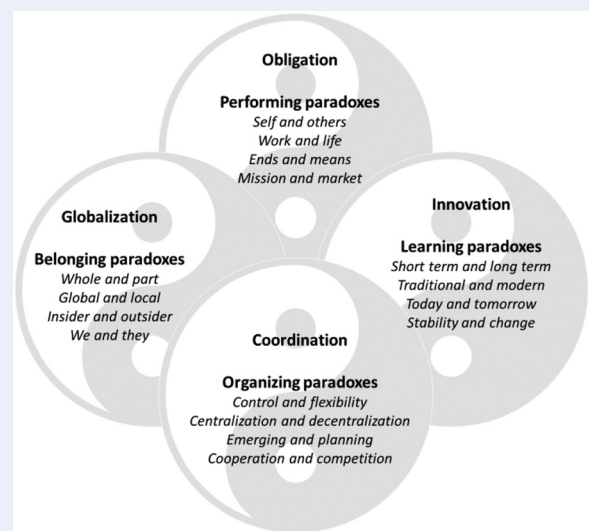 Obligation
Performing paradoxes
Self and others
Work and life
Ends and means
Mission and market
Globalization
Belonging paradoxes
Whole and part
Global and local
Insider and outsider
We and they
Innovation
Learning paradoxes
Short term and long term
Traditional and modern
Today and tomorrow
Stability and change
Coordination
Organizing paradoxes
Control and flexibility
Centralization and decentralization
Emerging and planning
Cooperation and competition